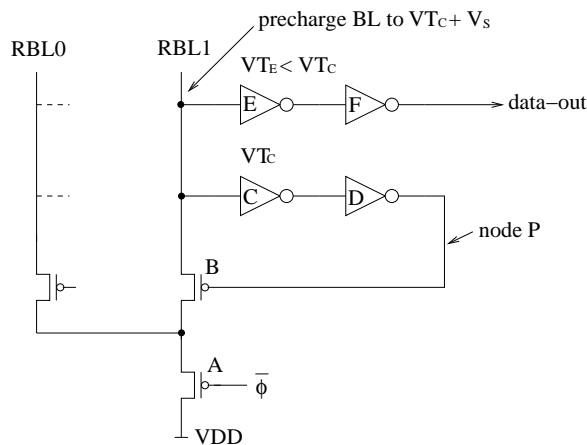 precharge BL to VTC + VS
RBL0
RBL1
VTE < VTC
E
F
data-out
VTC
C
D
node P
B
A
ϕ̅
VDD